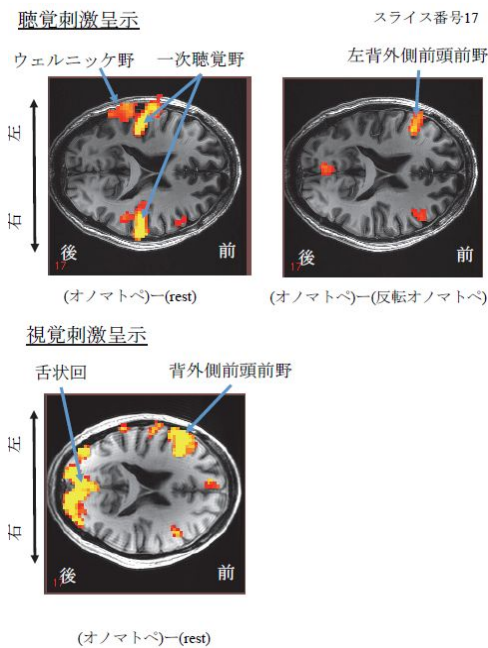 聴覚刺激呈示
スライス番号17
ウェルニッケ野
一次聴覚野
左背外側前頭前野
左
右
後
前
17
後
前
17
(オノマトペ)ー(rest)
(オノマトペ)ー(反転オノマトペ)
視覚刺激呈示
舌状回
背外側前頭前野
左
右
後
前
17
(オノマトペ)ー(rest)